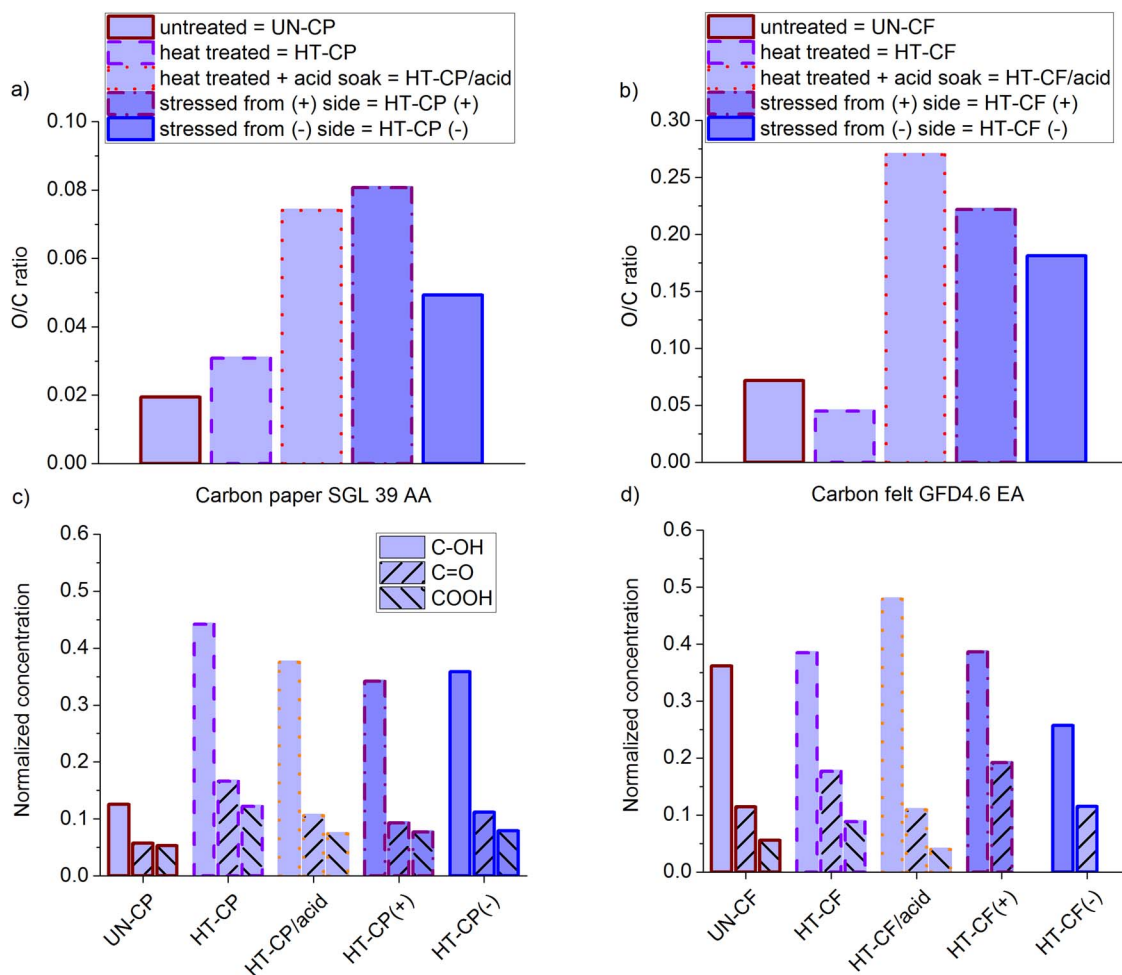 a)
untreated = UN-CP
heat treated = HT-CP
heat treated + acid soak = HT-CP/acid
stressed from (+) side = HT-CP (+)
stressed from (-) side = HT-CP (-)
O/C ratio
0.10
0.08
0.06
0.04
0.02
0.00
Carbon paper SGL 39 AA
b)
untreated = UN-CF
heat treated = HT-CF
heat treated + acid soak = HT-CF/acid
stressed from (+) side = HT-CF (+)
stressed from (-) side = HT-CF (-)
O/C ratio
0.30
0.25
0.20
0.15
0.10
0.05
0.00
Carbon felt GFD4.6 EA
c)
Normalized concentration
0.6
0.5
0.4
0.3
0.2
0.1
0.0
C-OH
C=O
COOH
UN-CP
HT-CP
HT-CP/acid
HT-CP(+)
HT-CP(-)
d)
Normalized concentration
0.6
0.5
0.4
0.3
0.2
0.1
0.0
UN-CF
HT-CF
HT-CF/acid
HT-CF(+)
HT-CF(-)